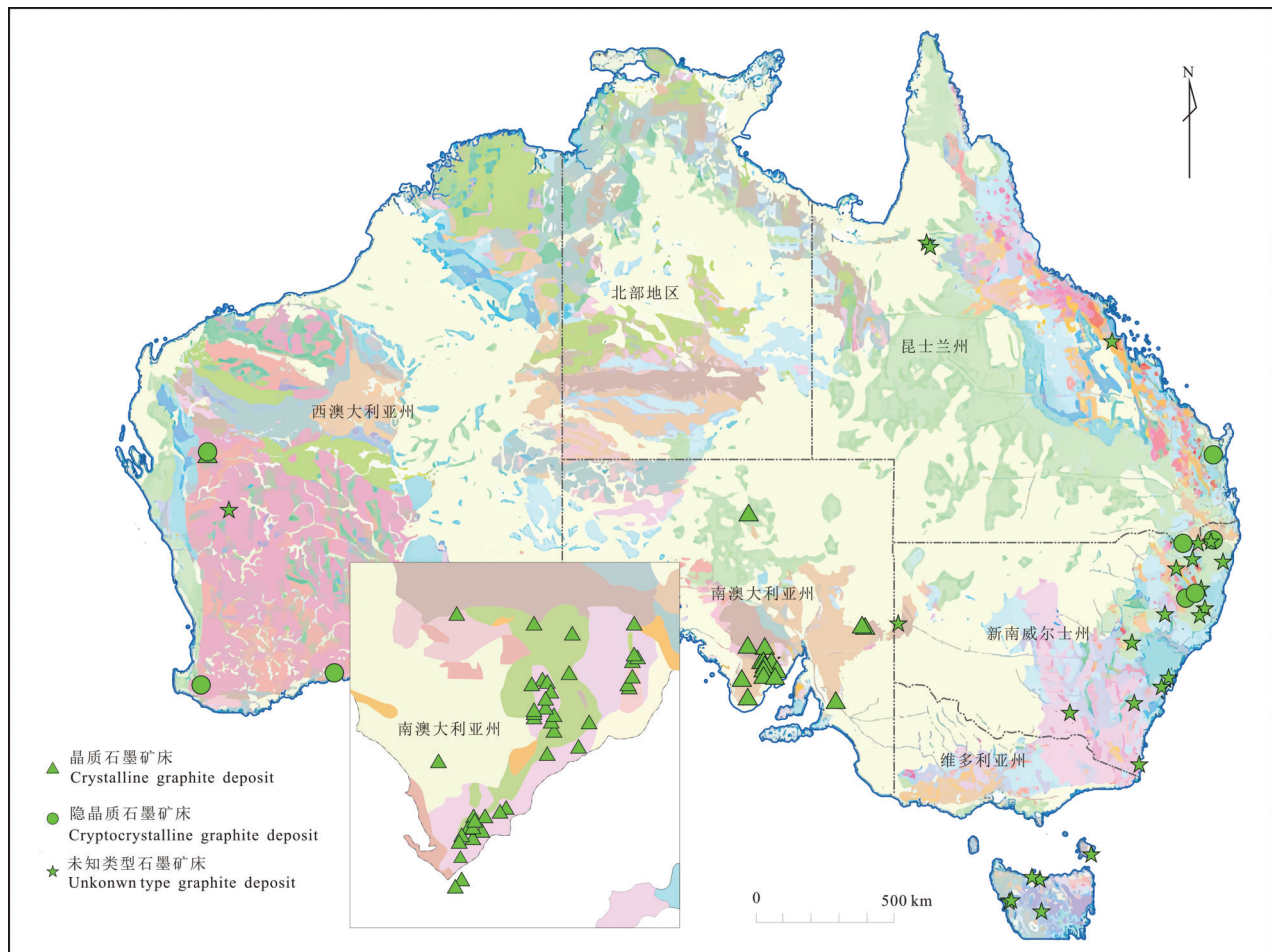 N
北部地区
昆士兰州
西澳大利亚州
南澳大利亚州
新南威尔士州
南澳大利亚州
维多利亚州
晶质石墨矿床
Crystalline graphite deposit
隐晶质石墨矿床
Cryptocrystalline graphite deposit
未知类型石墨矿床
Unkonwn type graphite deposit
0 500 km